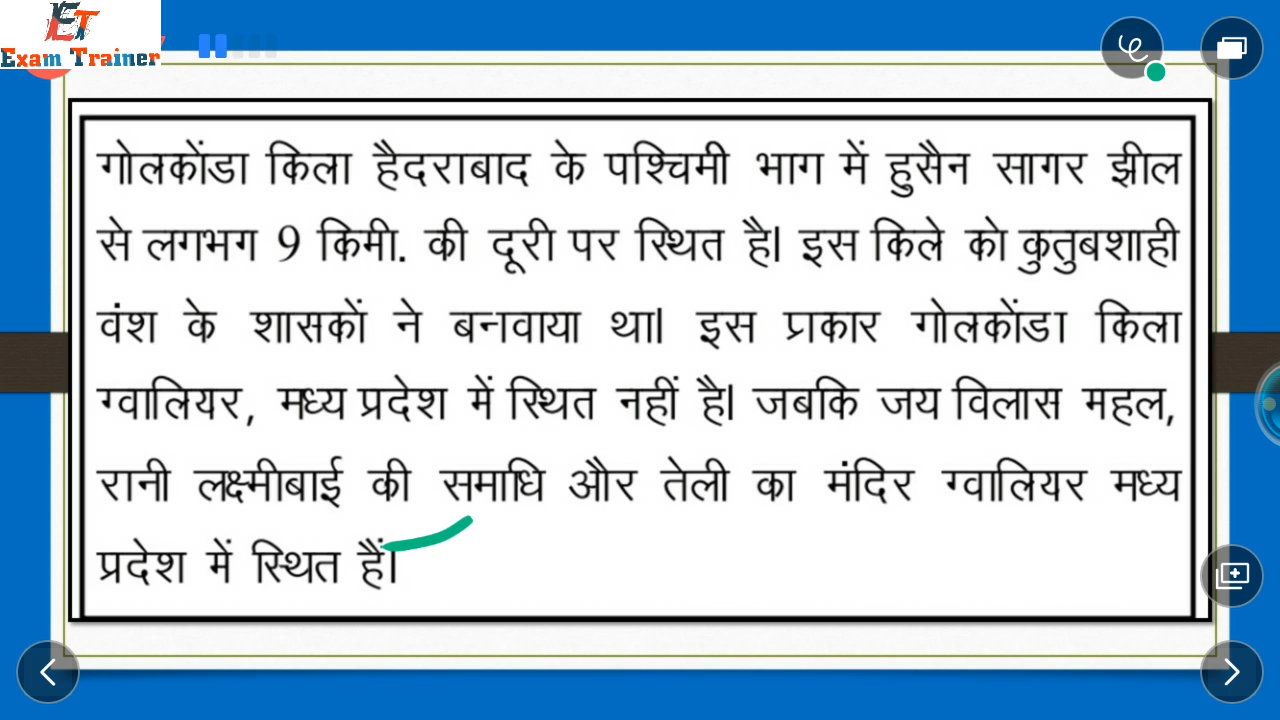 ET
Exam Trainer
गोलकोंडा किला हैदराबाद के पश्चिमी भाग में हुसैन सागर झील
से लगभग 9 किमी. की दूरी पर स्थित है। इस किले को कुतुबशाही
वंश के शासकों ने बनवाया था। इस प्रकार गोलकोंडा किला
ग्वालियर, मध्य प्रदेश में स्थित नहीं है। जबकि जय विलास महल,
रानी लक्ष्मीबाई की समाधि और तेली का मंदिर ग्वालियर मध्य
प्रदेश में स्थित हैं।